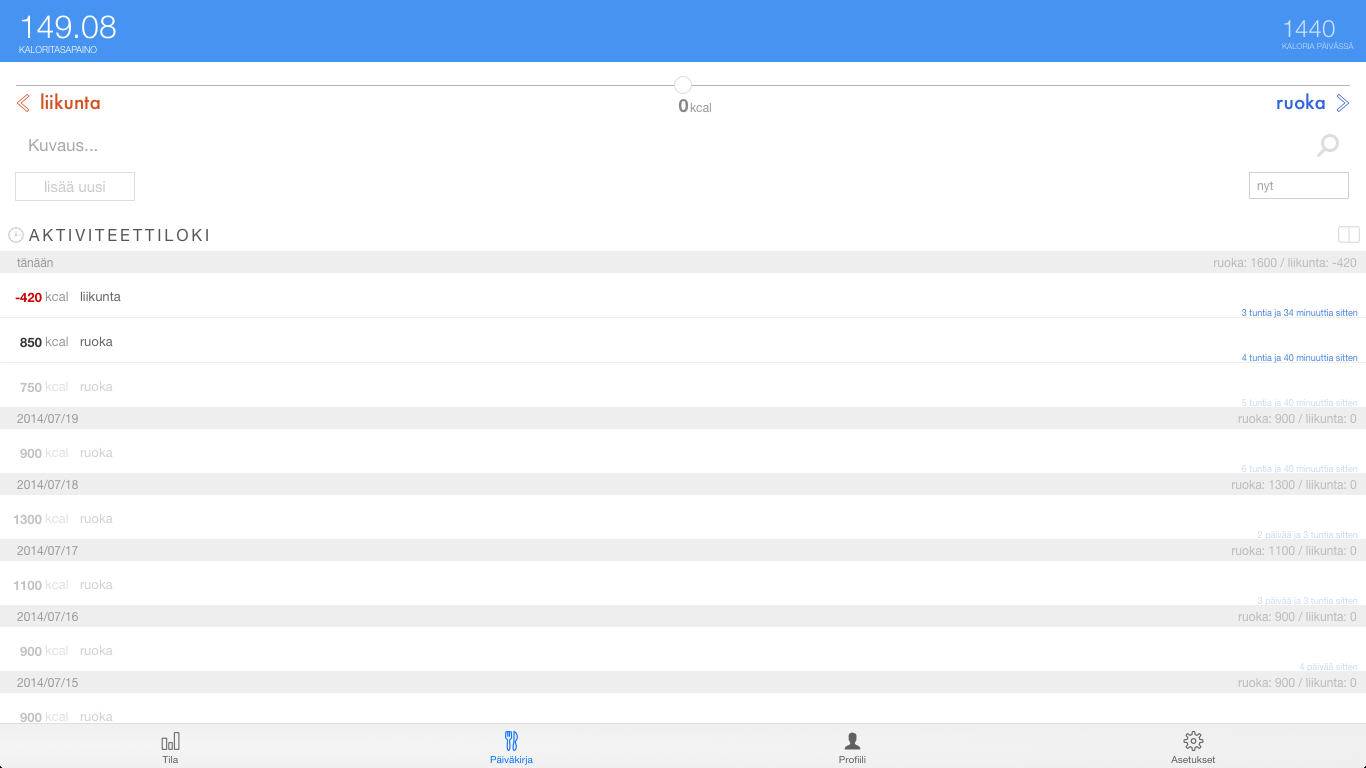 149.08
KALORITASAPAINO
1440
KALORIA PÄIVÄSSÄ
liikunta
0 kcal
ruoka
Kuvaus...
lisää uusi
nyt
AKTIVITEETTILOKI
tänään ruoka: 1600 / liikunta: -420
-420 kcal liikunta
3 tuntia ja 34 minuuttia sitten
850 kcal ruoka
4 tuntia ja 40 minuuttia sitten
750 kcal ruoka
5 tuntia ja 40 minuuttia sitten
2014/07/19 ruoka: 900 / liikunta: 0
900 kcal ruoka
6 tuntia ja 40 minuuttia sitten
2014/07/18 ruoka: 1300 / liikunta: 0
1300 kcal ruoka
2 päivää ja 3 tuntia sitten
2014/07/17 ruoka: 1100 / liikunta: 0
1100 kcal ruoka
3 päivää ja 3 tuntia sitten
2014/07/16 ruoka: 900 / liikunta: 0
900 kcal ruoka
4 päivää sitten
2014/07/15 ruoka: 900 / liikunta: 0
900 kcal ruoka
Tila
Päiväkirja
Profiili
Asetukset